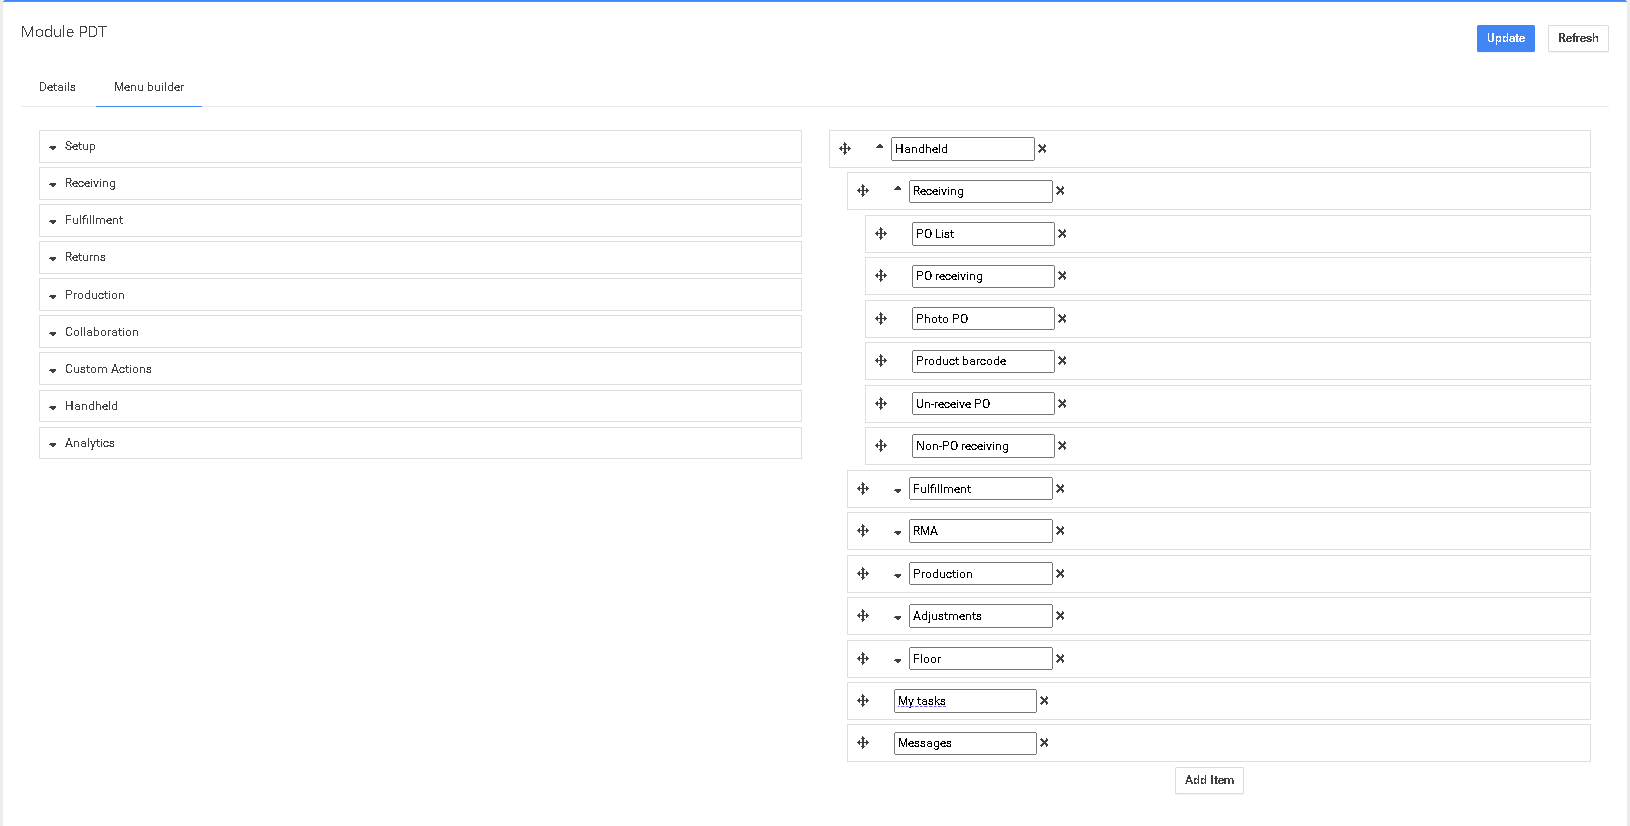 Module PDT
Update
Refresh
Details
Menu builder
Setup
Receiving
Fulfillment
Returns
Production
Collaboration
Custom Actions
Handheld
Analytics
Handheld
Receiving
PO List
PO receiving
Photo PO
Product barcode
Un-receive PO
Non-PO receiving
Fulfillment
RMA
Production
Adjustments
Floor
My tasks
Messages
Add Item